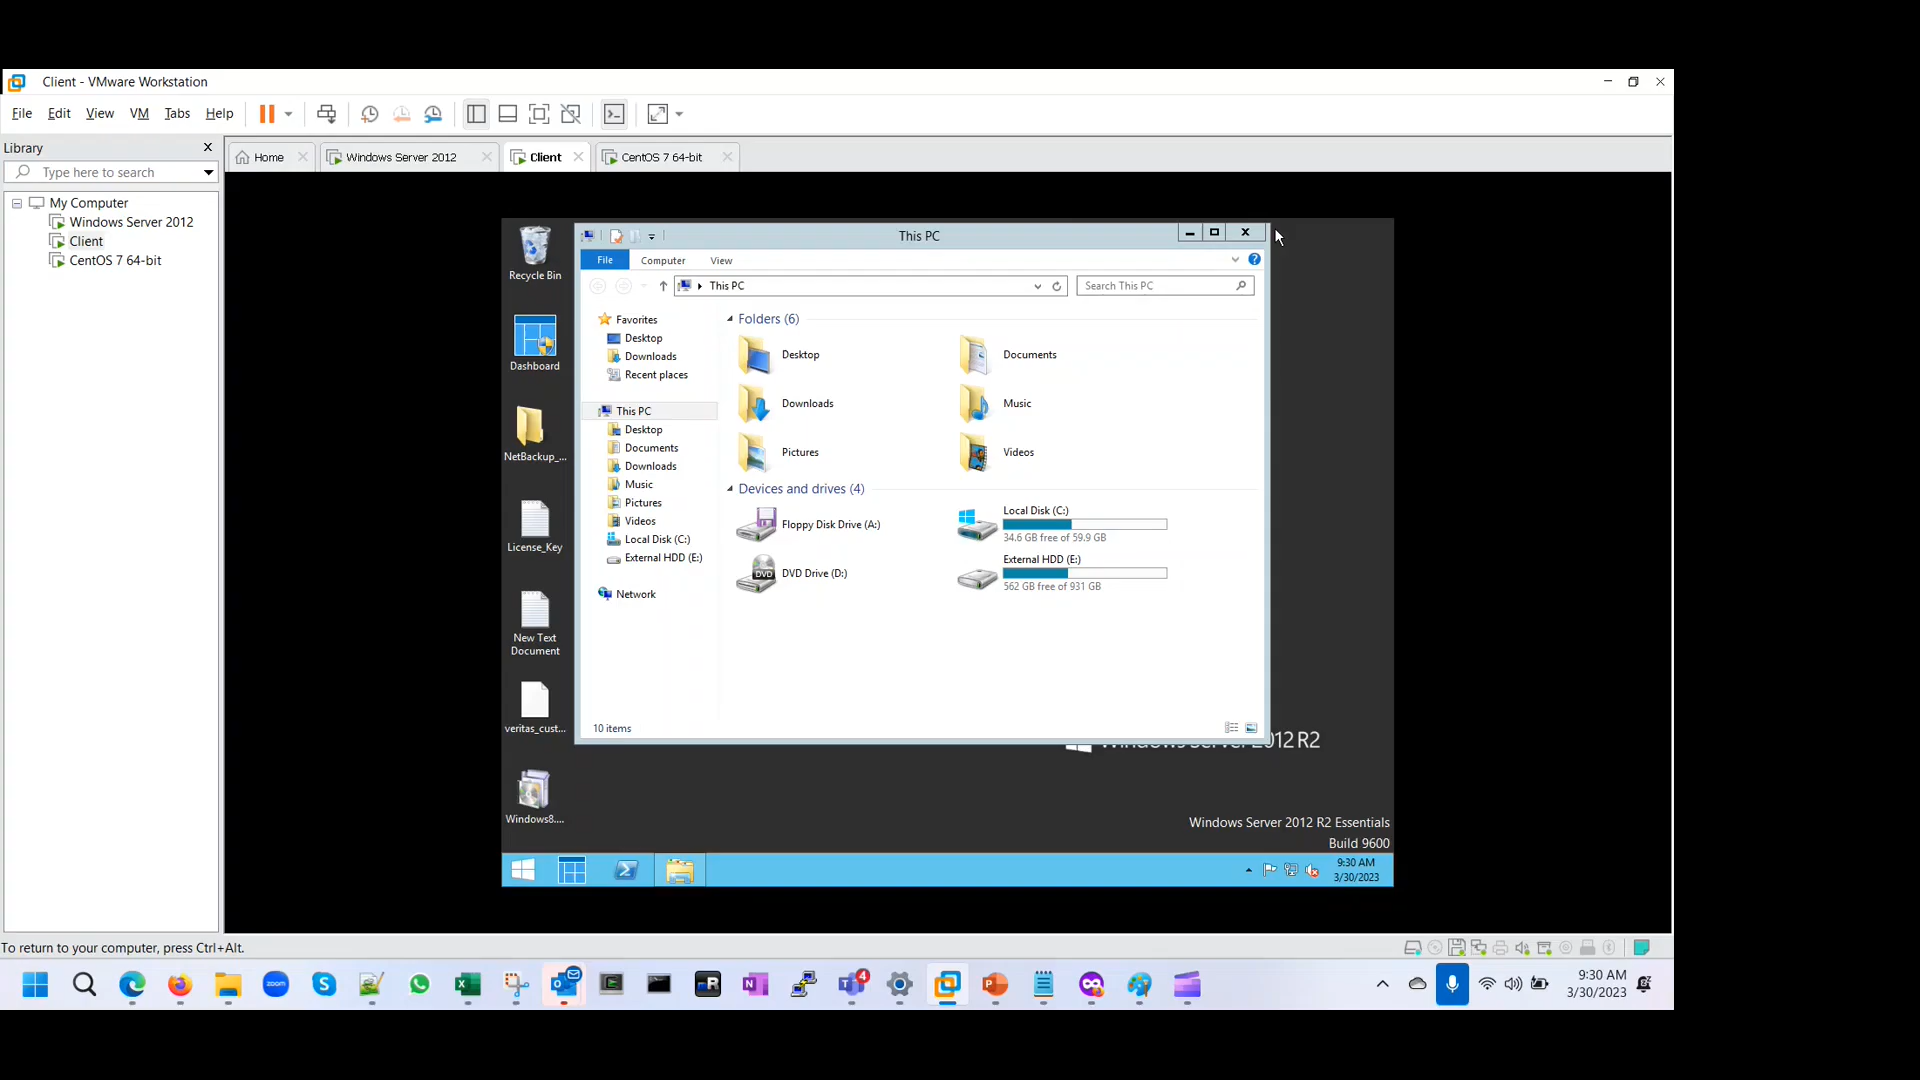 Client - VMware Workstation
File Edit View VM Tabs Help
Library
Type here to search
My Computer
Windows Server 2012
Client
CentOS 7 64-bit
Home
Windows Server 2012
Client
CentOS 7 64-bit
Recycle Bin
Dashboard
NetBackup_...
License_Key
New Text
Document
veritas_cust...
Windows8....
This PC
File Computer View
This PC
Search This PC
Favorites
Desktop
Downloads
Recent places
This PC
Desktop
Documents
Downloads
Music
Pictures
Videos
Local Disk (C:)
External HDD (E:)
Network
Folders (6)
Desktop
Documents
Downloads
Music
Pictures
Videos
Devices and drives (4)
Floppy Disk Drive (A:)
Local Disk (C:)
34.6 GB free of 59.9 GB
DVD
DVD Drive (D:)
External HDD (E:)
562 GB free of 931 GB
10 items
Windows Server 2012 R2
Windows Server 2012 R2 Essentials
Build 9600
9:30 AM
3/30/2023
To return to your computer, press Ctrl+Alt.
zoom
4
9:30 AM
3/30/2023